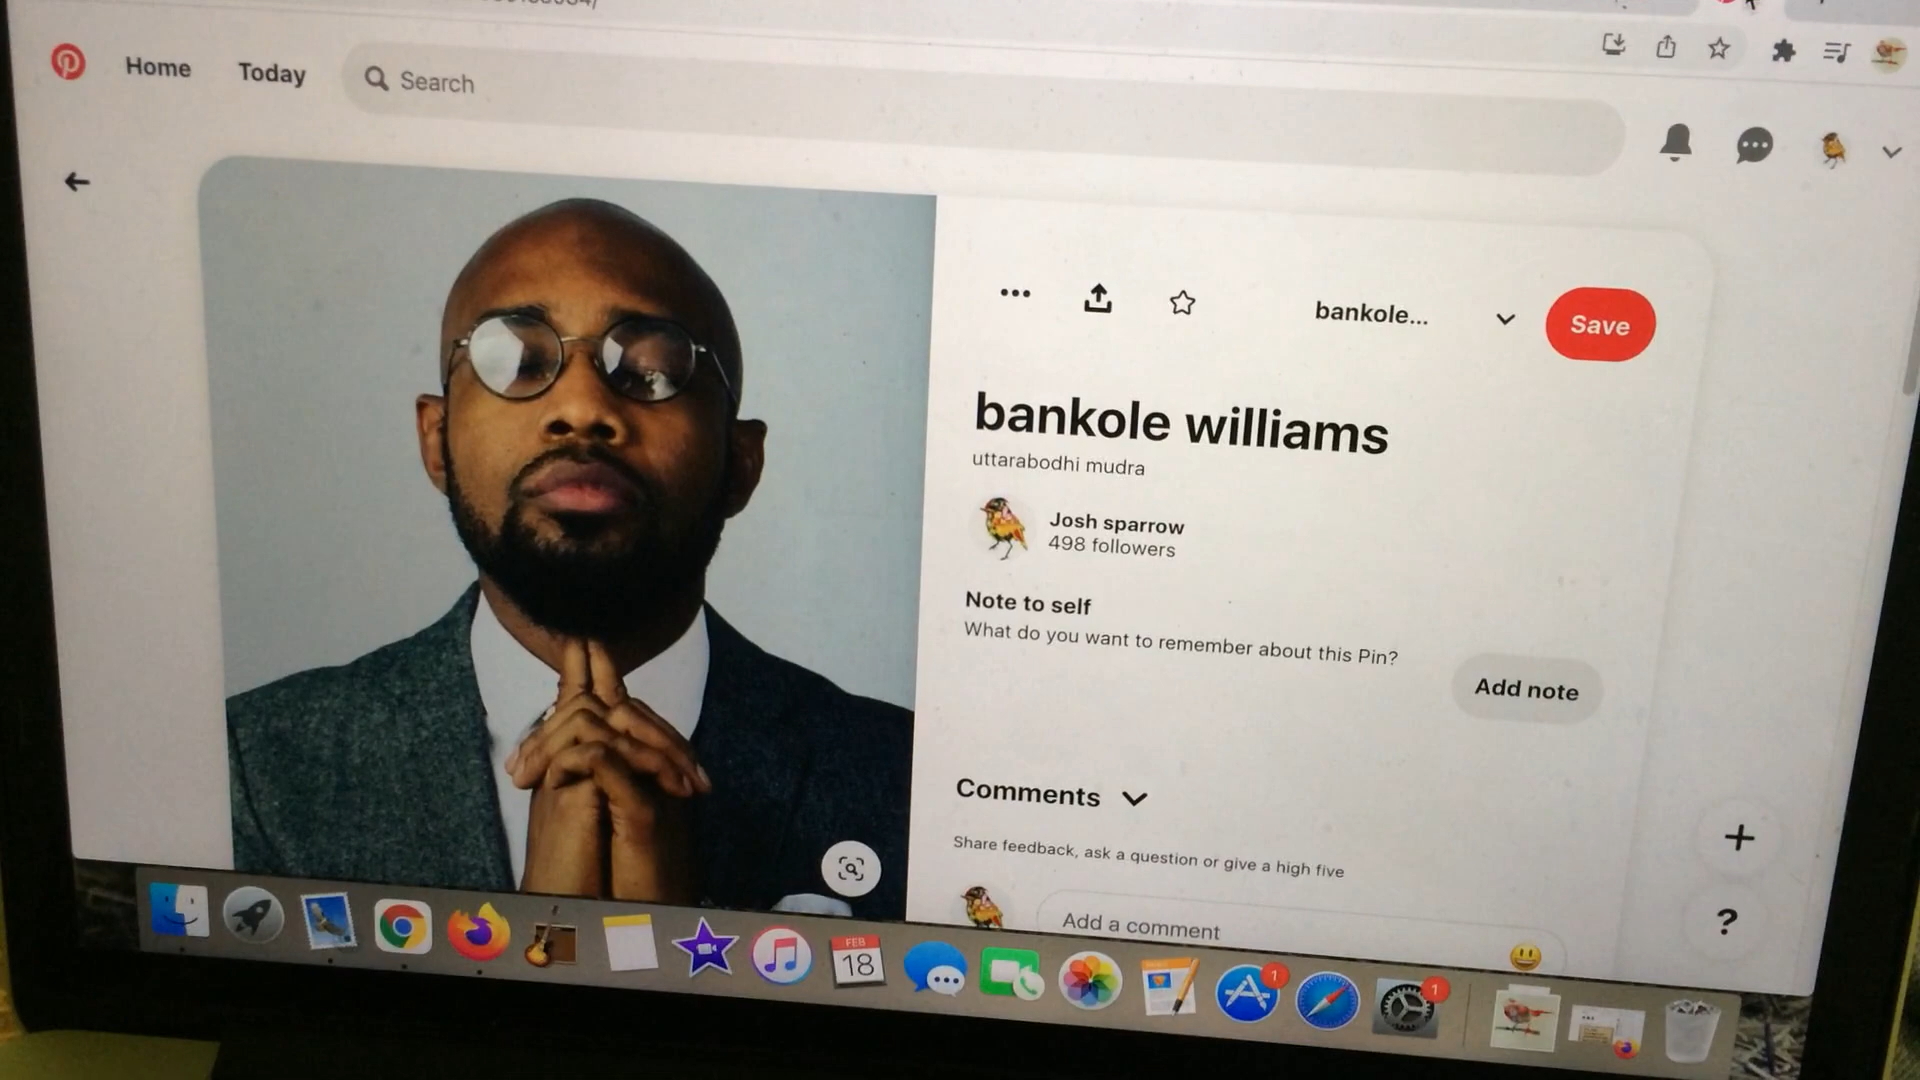 Home
Today
Search
bankole...
Save
bankole williams
uttarabodhi mudra
Josh sparrow
498 followers
Note to self
What do you want to remember about this Pin?
Add note
Comments
Share feedback, ask a question or give a high five
Add a comment
?
FEB
18
1
1